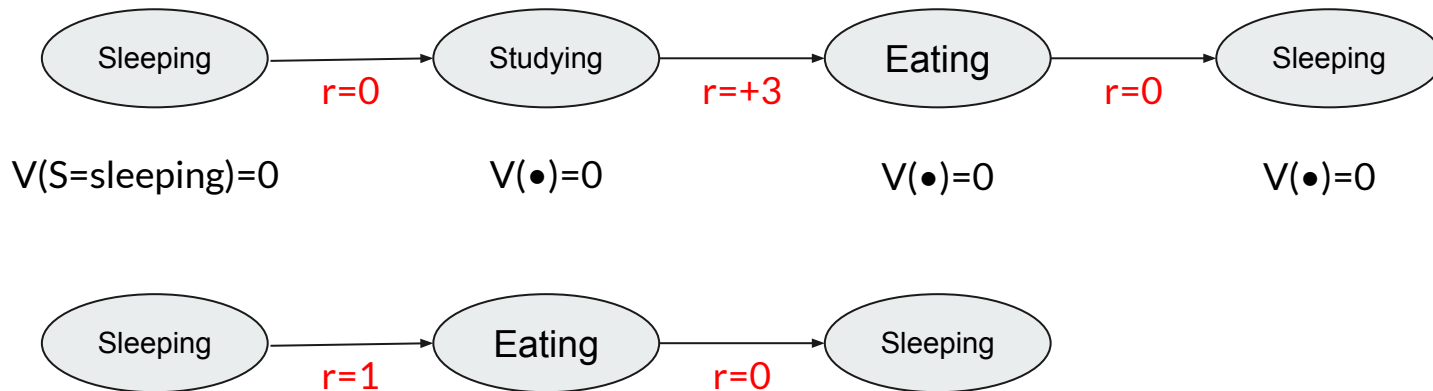 Sleeping Studying Eating Sleeping
r=0 r=+3 r=0
V(S=sleeping)=0 V(●)=0 V(●)=0 V(●)=0
Sleeping Eating Sleeping
r=1 r=0